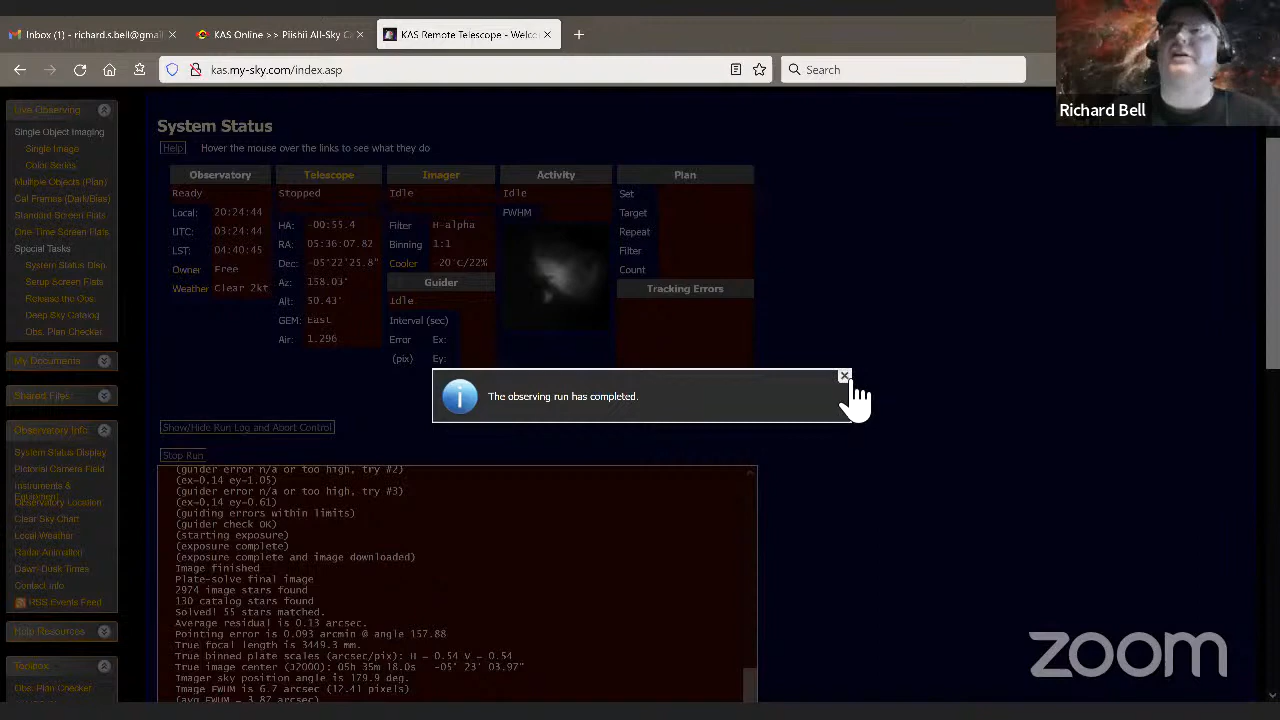 Inbox (1) - richard.s.bell@gmail
KAS Online >> Piishii All-Sky C
KAS Remote Telescope - Welco
kas.my-sky.com/index.asp
Search
Richard Bell
Live Observing
Single Object Imaging
Single Image
Color Series
Multiple Objects (Plan)
Cal Frames (Dark/Bias)
Standard Screen Flats
One-Time Screen Flats
Special Tasks
System Status Disp.
Setup Screen Flats
Release the Obs.
Deep Sky Catalog
Obs. Plan Checker
My Documents
Shared Files
Observatory Info.
System Status Display
Pictorial Camera Field
Instruments &
Equipment
Observatory Location
Clear Sky Chart
Local Weather
Radar Animation
Dawn-Dusk Times
Contact Info
RSS Events Feed
Help Resources
Toolbox
Obs. Plan Checker
System Status
Help Hover the mouse over the links to see what they do
Observatory Telescope Imager Activity Plan
Ready Stopped Idle Idle Set
Local: 20:24:44 FWHM Target
UTC: 03:24:44 HA: -00:55.4 Filter H-alpha Repeat
LST: 04:40:45 RA: 05:36:07.82 Binning 1:1 Filter
Owner Free Dec: -05°22'25.8" Cooler -20°C/22% Count
Weather Clear 2kt Az: 158.03° Guider Tracking Errors
Alt: 50.43° Idle
GEM: East Interval (sec)
Air: 1.296 Error Ex:
(pix) Ey:
The observing run has completed.
Show/Hide Run Log and Abort Control
Stop Run
(guider error n/a or too high, try #2)
(ex=0.14 ey=1.05)
(guider error n/a or too high, try #3)
(ex=0.14 ey=0.61)
(guiding errors within limits)
(guider check OK)
(starting exposure)
(exposure complete)
(exposure complete and image downloaded)
Image finished
Plate-solve final image
2974 image stars found
130 catalog stars found
Solved! 55 stars matched.
Average residual is 0.13 arcsec.
Pointing error is 0.093 arcmin @ angle 157.88
True focal length is 3449.3 mm.
True binned plate scales (arcsec/pix): H = 0.54 V = 0.54
True image center (J2000): 05h 35m 18.0s -05° 23' 03.97"
Imager sky position angle is 179.9 deg.
Image FWHM is 6.7 arcsec (12.41 pixels)
(avg FWHM = 3.87 arcsec)
zoom